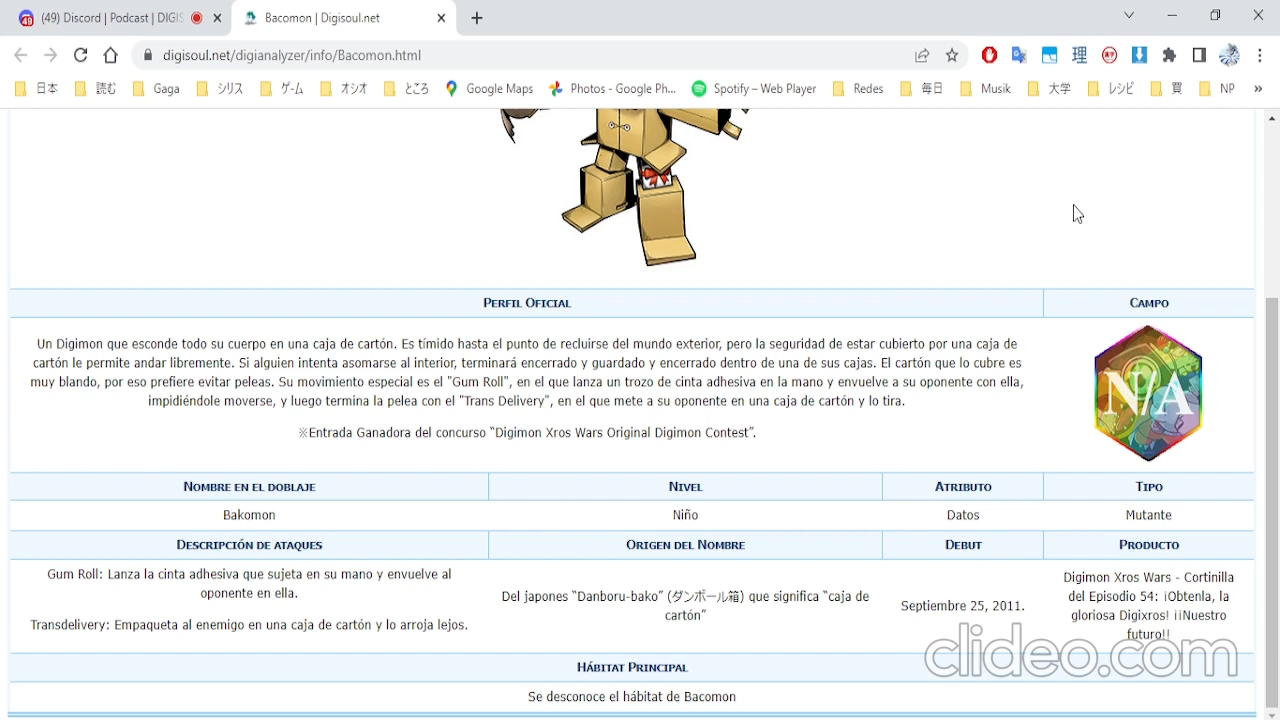 (49) Discord | Podcast | DIGIS
Bacomon | Digisoul.net
digisoul.net/digianalyzer/info/Bacomon.html
日本 読む Gaga シリス ゲーム オシオ ところ Google Maps Photos - Google Ph... Spotify – Web Player Redes 毎日 Musik 大学 レシピ 買 NP »
Perfil Oficial Campo
Un Digimon que esconde todo su cuerpo en una caja de cartón. Es tímido hasta el punto de recluirse del mundo exterior, pero la seguridad de estar cubierto por una caja de
cartón le permite andar libremente. Si alguien intenta asomarse al interior, terminará encerrado y guardado y encerrado dentro de una de sus cajas. El cartón que lo cubre es
muy blando, por eso prefiere evitar peleas. Su movimiento especial es el "Gum Roll", en el que lanza un trozo de cinta adhesiva en la mano y envuelve a su oponente con ella,
impidiéndole moverse, y luego termina la pelea con el "Trans Delivery", en el que mete a su oponente en una caja de cartón y lo tira.
※Entrada Ganadora del concurso “Digimon Xros Wars Original Digimon Contest”.
N/A
Nombre en el doblaje Nivel Atributo Tipo
Bakomon Niño Datos Mutante
Descripción de ataques Origen del Nombre Debut Producto
Gum Roll: Lanza la cinta adhesiva que sujeta en su mano y envuelve al
oponente en ella.
Transdelivery: Empaqueta al enemigo en una caja de cartón y lo arroja lejos.
Del japones “Danboru-bako” (ダンボール箱) que significa “caja de
cartón”
Septiembre 25, 2011.
Digimon Xros Wars - Cortinilla
del Episodio 54: ¡Obtenla, la
gloriosa Digixros! ¡¡Nuestro
futuro!!
clideo.com
Hábitat Principal
Se desconoce el hábitat de Bacomon